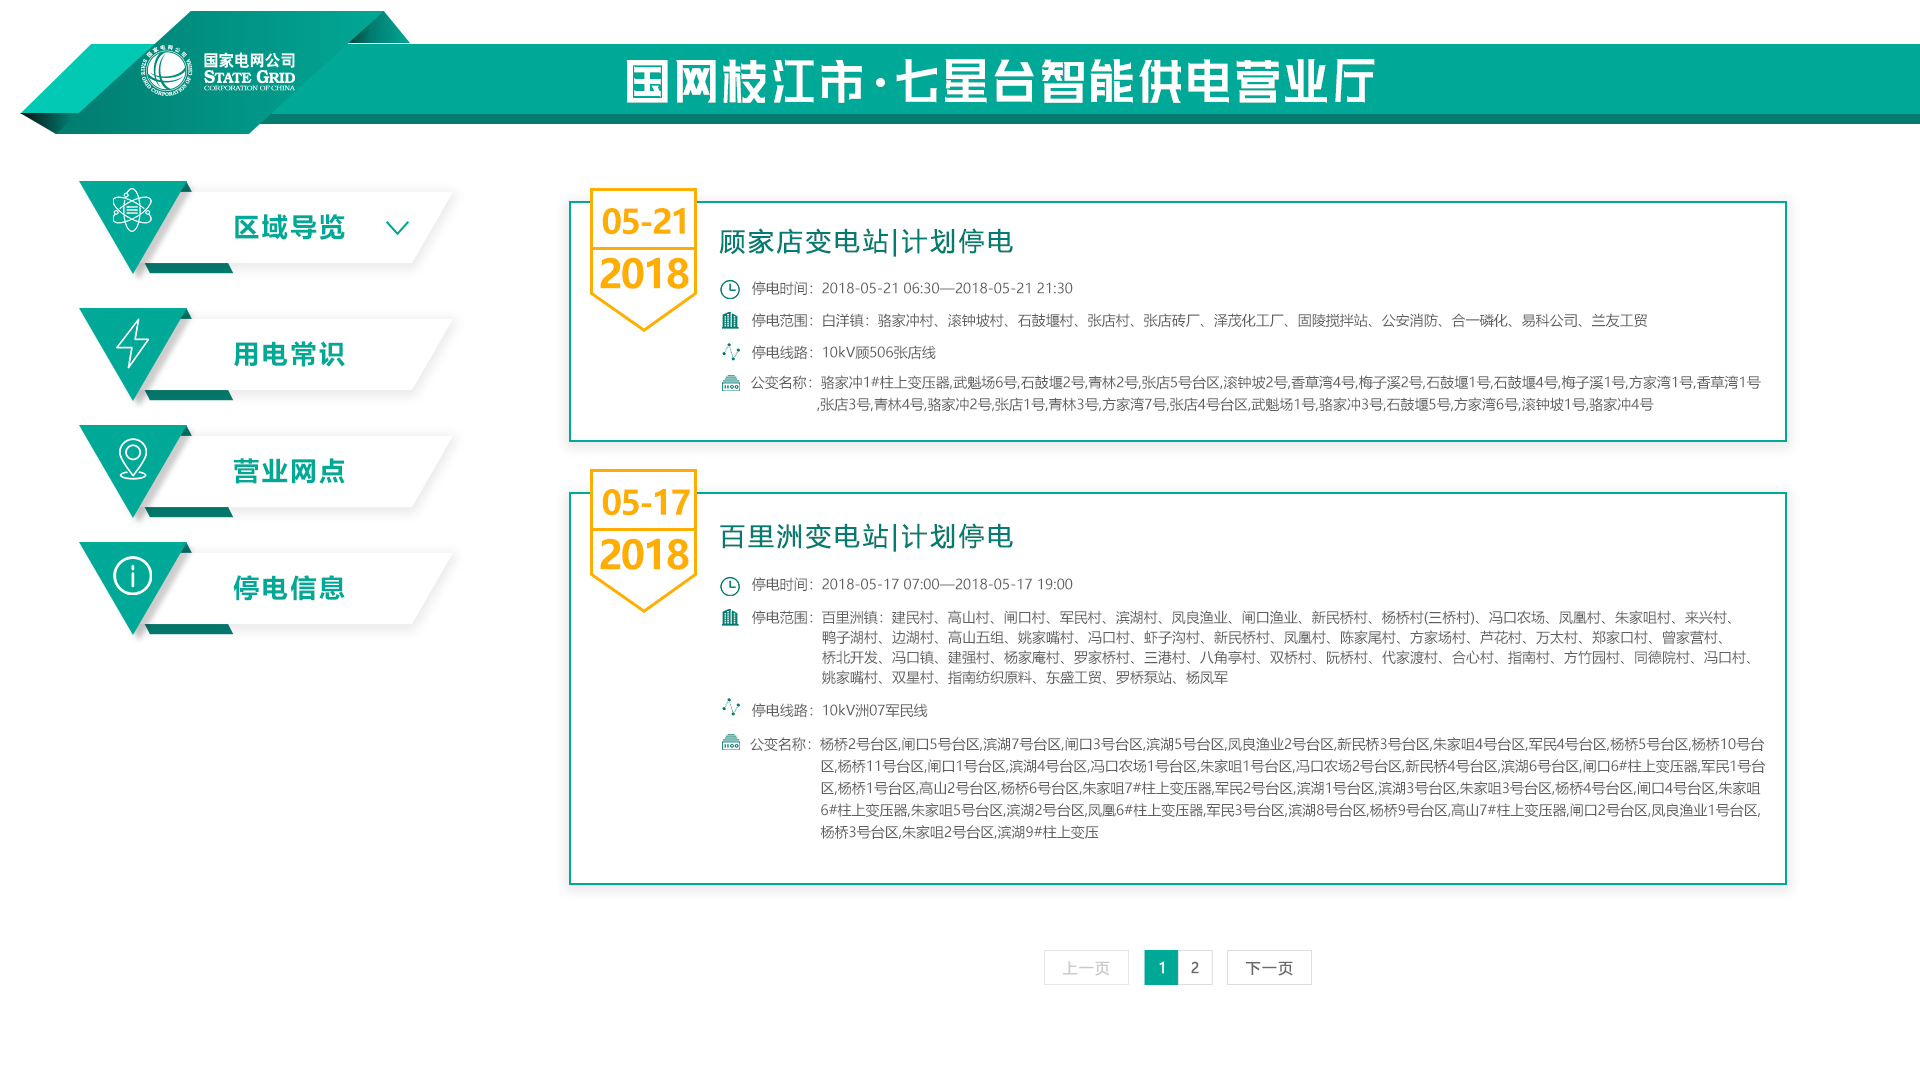 国家电网公司
STATE GRID
CORPORATION OF CHINA
国网枝江市·七星台智能供电营业厅
区域导览
用电常识
营业网点
停电信息
05-21
2018
顾家店变电站|计划停电
停电时间：2018-05-21 06:30—2018-05-21 21:30
停电范围：白洋镇：骆家冲村、滚钟坡村、石鼓堰村、张店村、张店砖厂、泽茂化工厂、固陵搅拌站、公安消防、合一磷化、易科公司、兰友工贸
停电线路：10kV顾506张店线
公变名称：骆家冲1#柱上变压器,武魁场6号,石鼓堰2号,青林2号,张店5号台区,滚钟坡2号,香草湾4号,梅子溪2号,石鼓堰1号,石鼓堰4号,梅子溪1号,方家湾1号,香草湾1号
,张店3号,青林4号,骆家冲2号,张店1号,青林3号,方家湾7号,张店4号台区,武魁场1号,骆家冲3号,石鼓堰5号,方家湾6号,滚钟坡1号,骆家冲4号
05-17
2018
百里洲变电站|计划停电
停电时间：2018-05-17 07:00—2018-05-17 19:00
停电范围：百里洲镇：建民村、高山村、闸口村、军民村、滨湖村、凤良渔业、闸口渔业、新民桥村、杨桥村(三桥村)、冯口农场、凤凰村、朱家咀村、来兴村、
鸭子湖村、边湖村、高山五组、姚家嘴村、冯口村、虾子沟村、新民桥村、凤凰村、陈家尾村、方家场村、芦花村、万太村、郑家口村、曾家营村、
桥北开发、冯口镇、建强村、杨家庵村、罗家桥村、三港村、八角亭村、双桥村、阮桥村、代家渡村、合心村、指南村、方竹园村、同德院村、冯口村、
姚家嘴村、双星村、指南纺织原料、东盛工贸、罗桥泵站、杨凤军
停电线路：10kV洲07军民线
公变名称：杨桥2号台区,闸口5号台区,滨湖7号台区,闸口3号台区,滨湖5号台区,凤良渔业2号台区,新民桥3号台区,朱家咀4号台区,军民4号台区,杨桥5号台区,杨桥10号台
区,杨桥11号台区,闸口1号台区,滨湖4号台区,冯口农场1号台区,朱家咀1号台区,冯口农场2号台区,新民桥4号台区,滨湖6号台区,闸口6#柱上变压器,军民1号台
区,杨桥1号台区,高山2号台区,杨桥6号台区,朱家咀7#柱上变压器,军民2号台区,滨湖1号台区,滨湖3号台区,朱家咀3号台区,杨桥4号台区,闸口4号台区,朱家咀
6#柱上变压器,朱家咀5号台区,滨湖2号台区,凤凰6#柱上变压器,军民3号台区,滨湖8号台区,杨桥9号台区,高山7#柱上变压器,闸口2号台区,凤良渔业1号台区,
杨桥3号台区,朱家咀2号台区,滨湖9#柱上变压
上一页
1
2
下一页